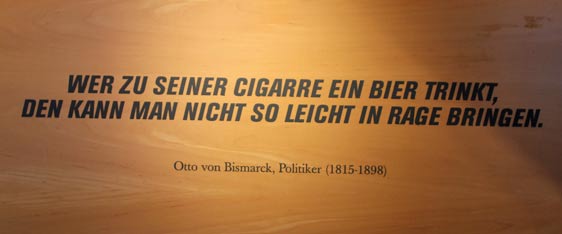 WER ZU SEINER CIGARRE EIN BIER TRINKT,
DEN KANN MAN NICHT SO LEICHT IN RAGE BRINGEN.
Otto von Bismarck, Politiker (1815-1898)